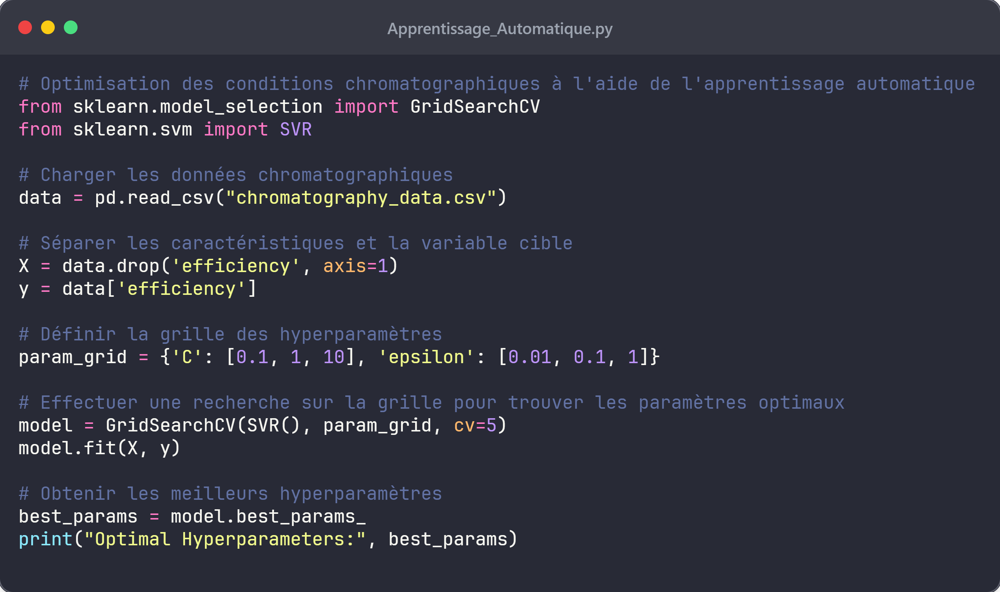 Apprentissage_Automatique.py
# Optimisation des conditions chromatographiques à l'aide de l'apprentissage automatique
from sklearn.model_selection import GridSearchCV
from sklearn.svm import SVR
# Charger les données chromatographiques
data = pd.read_csv("chromatography_data.csv")
# Séparer les caractéristiques et la variable cible
X = data.drop('efficiency', axis=1)
y = data['efficiency']
# Définir la grille des hyperparamètres
param_grid = {'C': [0.1, 1, 10], 'epsilon': [0.01, 0.1, 1]}
# Effectuer une recherche sur la grille pour trouver les paramètres optimaux
model = GridSearchCV(SVR(), param_grid, cv=5)
model.fit(X, y)
# Obtenir les meilleurs hyperparamètres
best_params = model.best_params_
print("Optimal Hyperparameters:", best_params)